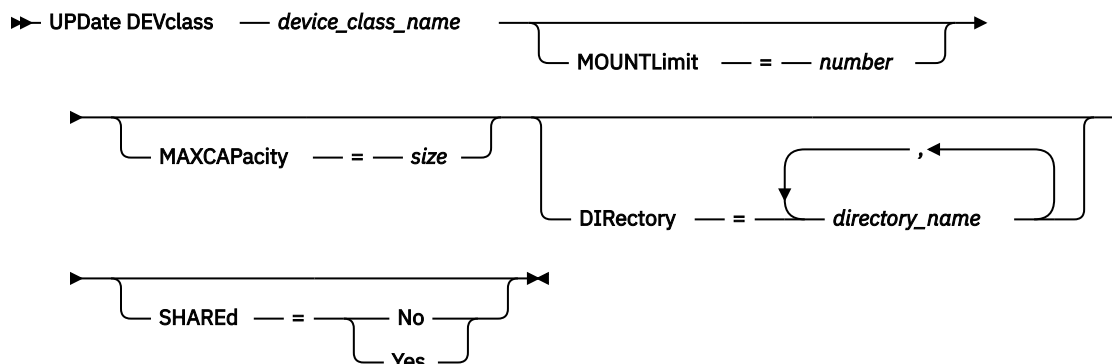 UPDate DEVclass device_class_name
MOUNTLimit = number
MAXCAPacity = size
,
DIRectory = directory_name
SHAREd = No
Yes